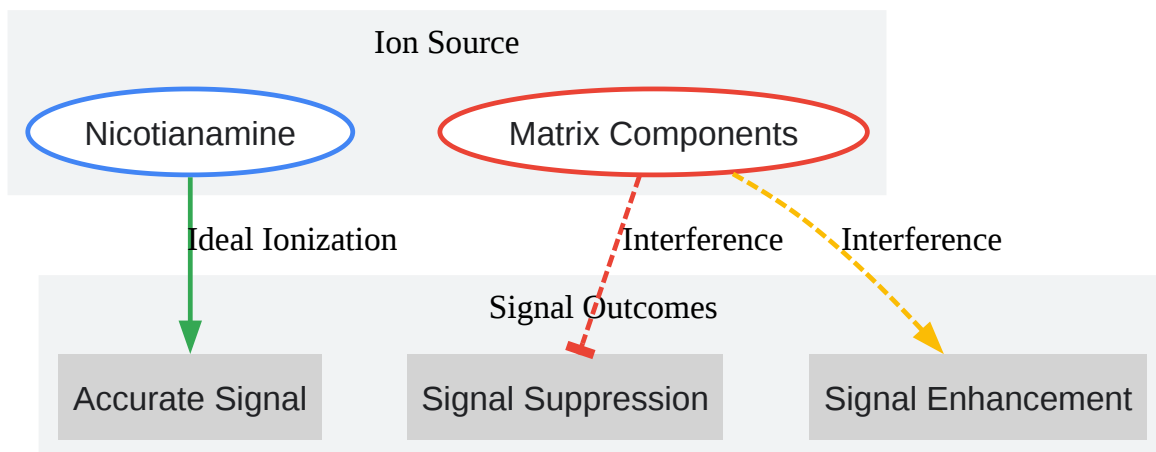 Ion Source
Nicotianamine
Matrix Components
Ideal Ionization
Interference
Interference
Signal Outcomes
Accurate Signal
Signal Suppression
Signal Enhancement